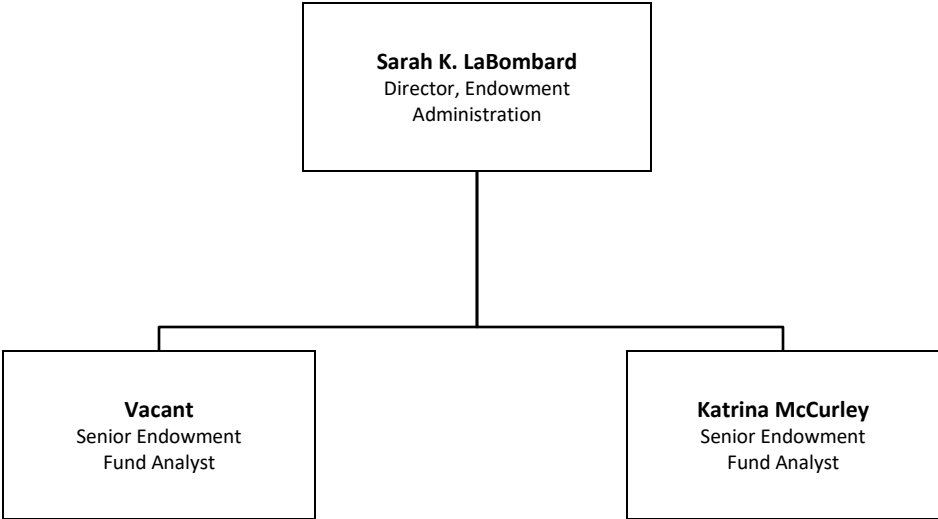 Sarah K. LaBombard
Director, Endowment
Administration
Vacant
Senior Endowment
Fund Analyst
Katrina McCurley
Senior Endowment
Fund Analyst